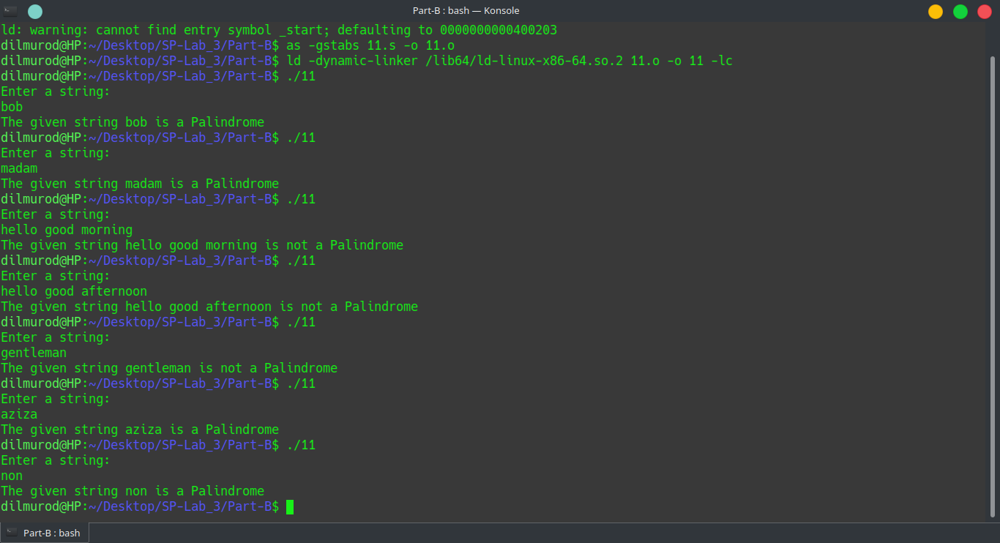 Part-B : bash — Konsole
ld: warning: cannot find entry symbol _start; defaulting to 0000000000400203
dilmurod@HP:~/Desktop/SP-Lab_3/Part-B$ as -gstabs 11.s -o 11.o
dilmurod@HP:~/Desktop/SP-Lab_3/Part-B$ ld -dynamic-linker /lib64/ld-linux-x86-64.so.2 11.o -o 11 -lc
dilmurod@HP:~/Desktop/SP-Lab_3/Part-B$ ./11
Enter a string:
bob
The given string bob is a Palindrome
dilmurod@HP:~/Desktop/SP-Lab_3/Part-B$ ./11
Enter a string:
madam
The given string madam is a Palindrome
dilmurod@HP:~/Desktop/SP-Lab_3/Part-B$ ./11
Enter a string:
hello good morning
The given string hello good morning is not a Palindrome
dilmurod@HP:~/Desktop/SP-Lab_3/Part-B$ ./11
Enter a string:
hello good afternoon
The given string hello good afternoon is not a Palindrome
dilmurod@HP:~/Desktop/SP-Lab_3/Part-B$ ./11
Enter a string:
gentleman
The given string gentleman is not a Palindrome
dilmurod@HP:~/Desktop/SP-Lab_3/Part-B$ ./11
Enter a string:
aziza
The given string aziza is a Palindrome
dilmurod@HP:~/Desktop/SP-Lab_3/Part-B$ ./11
Enter a string:
non
The given string non is a Palindrome
dilmurod@HP:~/Desktop/SP-Lab_3/Part-B$
Part-B : bash